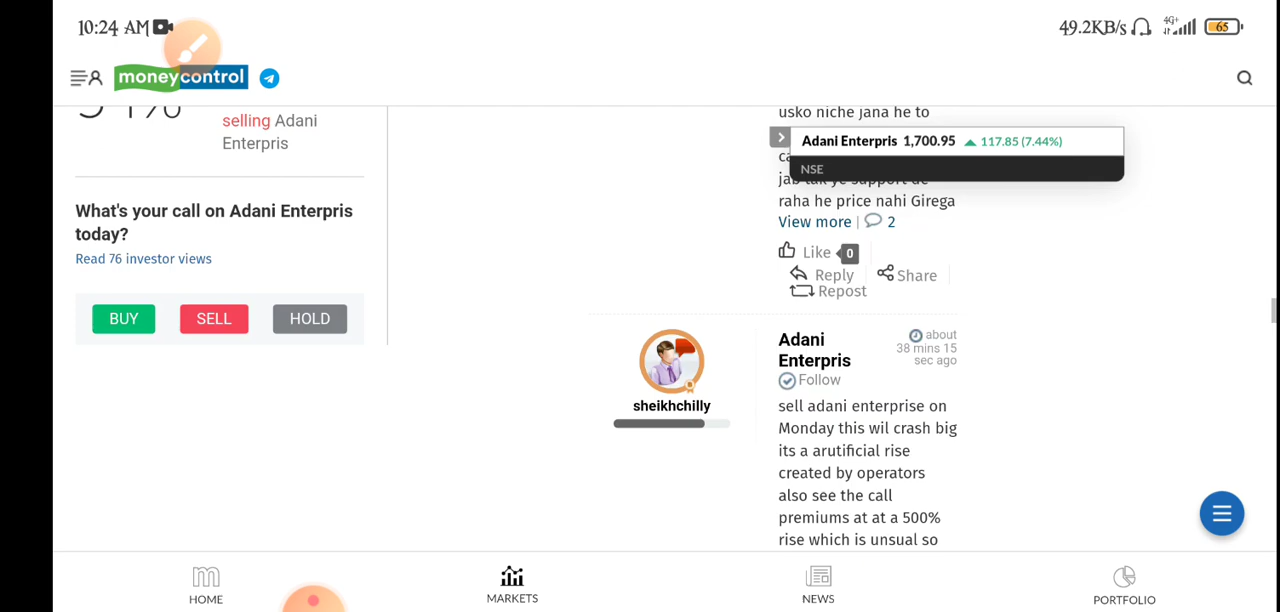 10:24 AM
49.2KB/s
4G+
65
moneycontrol
selling Adani
Enterpris
What's your call on Adani Enterpris
today?
Read 76 investor views
BUY
SELL
HOLD
usko niche jana he to
Adani Enterpris 1,700.95 117.85 (7.44%)
NSE
raha he price nahi Girega
View more | 2
Like 0
Reply
Share
Repost
sheikhchilly
Adani
Enterpris
about
38 mins 15
sec ago
Follow
sell adani enterprise on
Monday this wil crash big
its a arutificial rise
created by operators
also see the call
premiums at at a 500%
rise which is unsual so
HOME
MARKETS
NEWS
PORTFOLIO